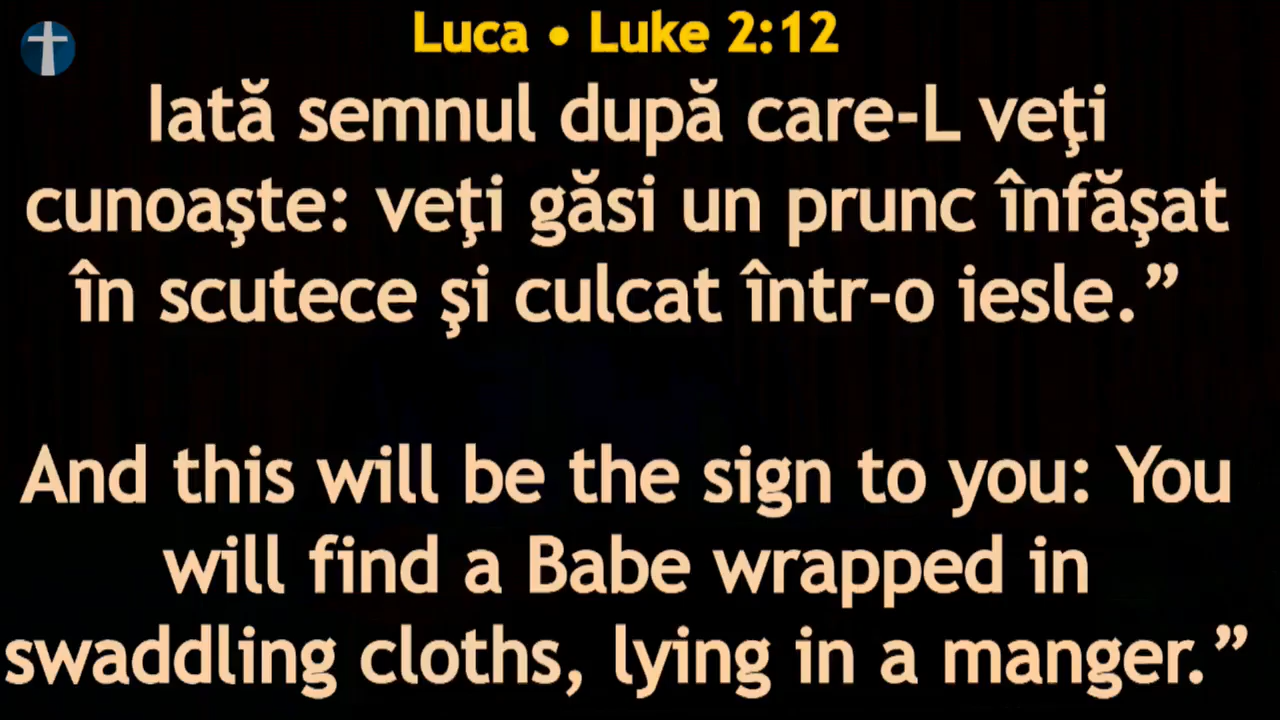 Luca • Luke 2:12
Iată semnul după care-L veţi
cunoaşte: veţi găsi un prunc înfăşat
în scutece şi culcat într-o iesle.”
And this will be the sign to you: You
will find a Babe wrapped in
swaddling cloths, lying in a manger.”